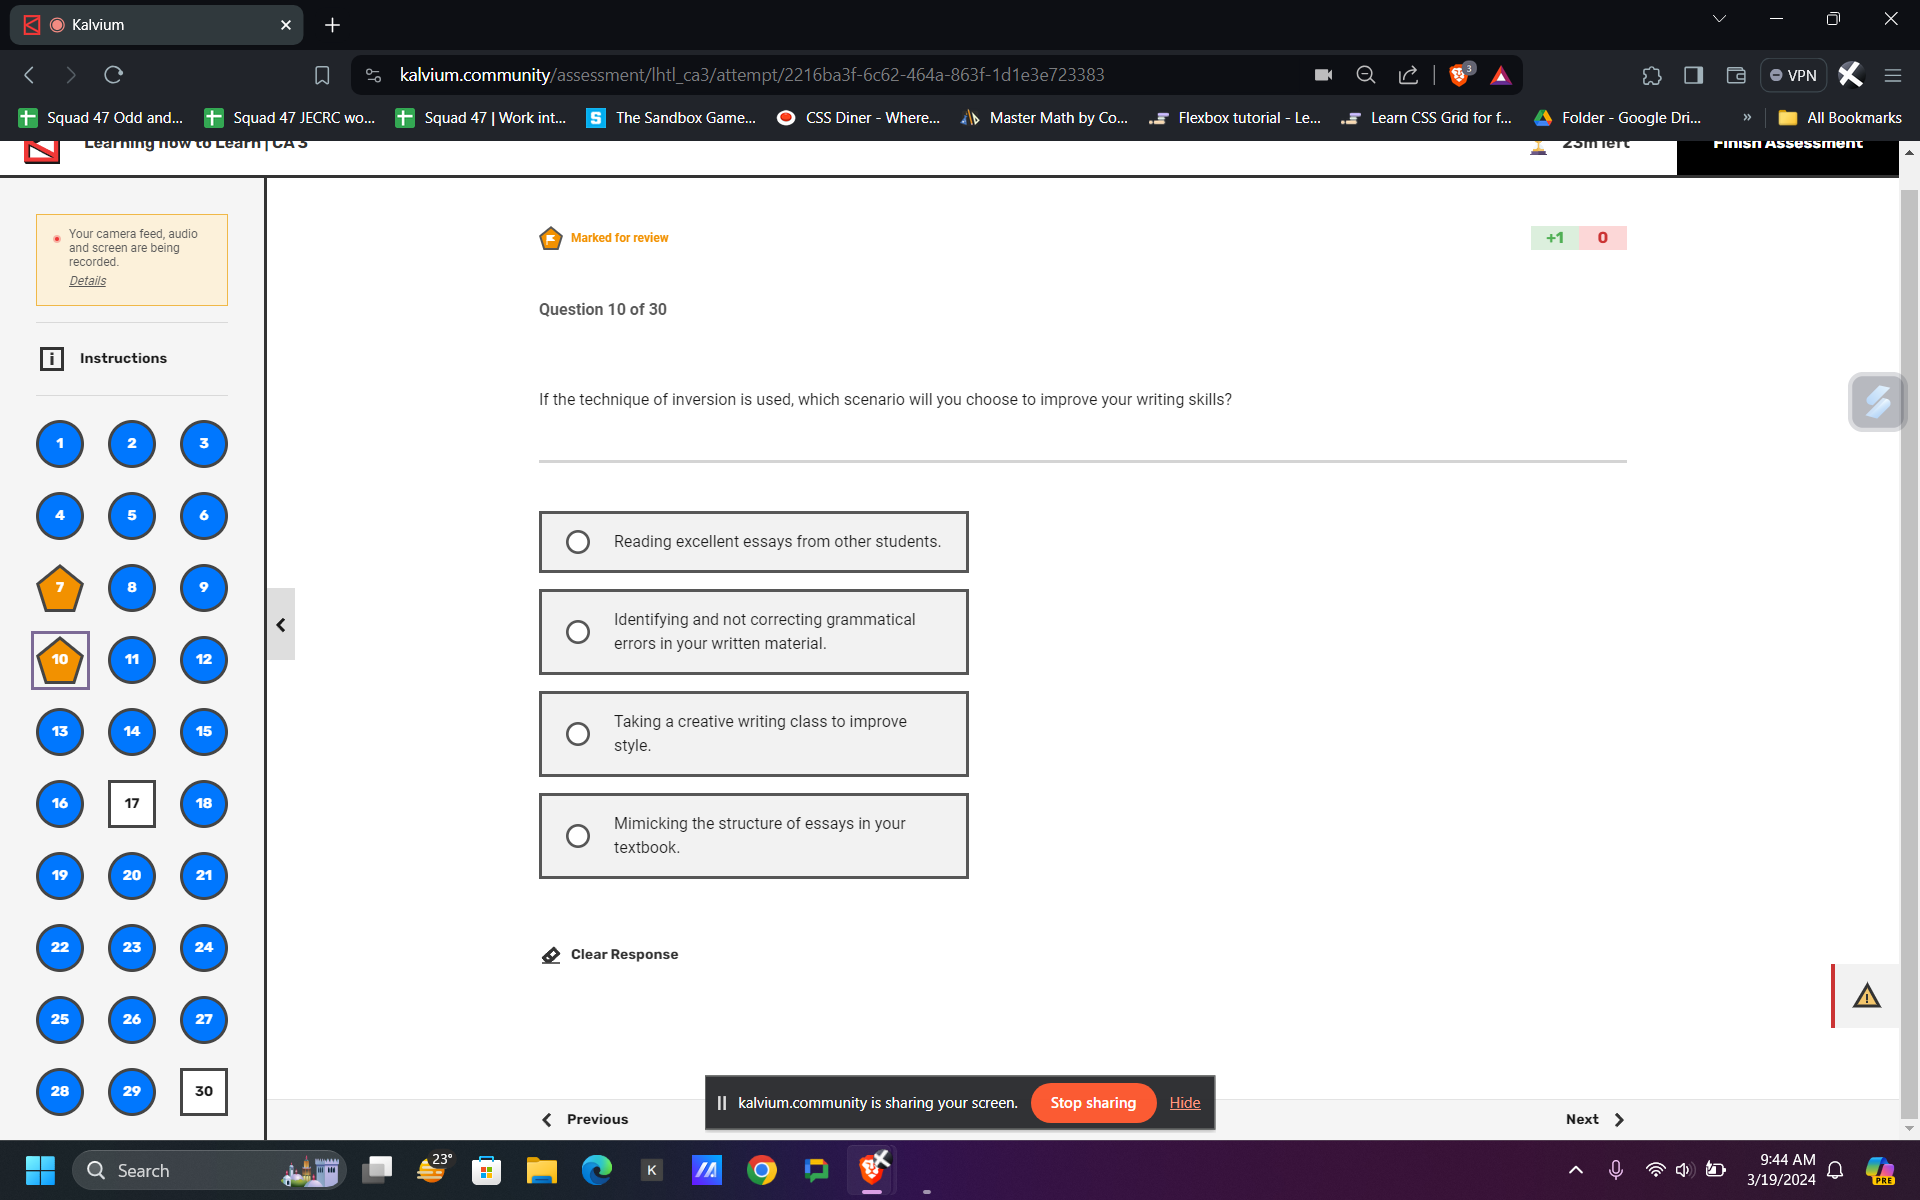 Kalvium
kalvium.community/assessment/lhtl_ca3/attempt/2216ba3f-6c62-464a-863f-1d1e3e723383
3
VPN
Squad 47 Odd and...
Squad 47 JECRC wo...
Squad 47 | Work int...
S
The Sandbox Game...
CSS Diner - Where...
Master Math by Co...
Flexbox tutorial - Le...
Learn CSS Grid for f...
Folder - Google Dri...
»
All Bookmarks
Learning how to Learn | CA 3
23m left
Finish Assessment
Your camera feed, audio
and screen are being
recorded.
Details
Instructions
1 2 3
4 5 6
7 8 9
10 11 12
13 14 15
16 17 18
19 20 21
22 23 24
25 26 27
28 29 30
Marked for review
+1 0
Question 10 of 30
If the technique of inversion is used, which scenario will you choose to improve your writing skills?
Reading excellent essays from other students.
Identifying and not correcting grammatical
errors in your written material.
Taking a creative writing class to improve
style.
Mimicking the structure of essays in your
textbook.
Clear Response
Previous
kalvium.community is sharing your screen.
Stop sharing
Hide
Next
Search
23°
K
9:44 AM
3/19/2024
PRE